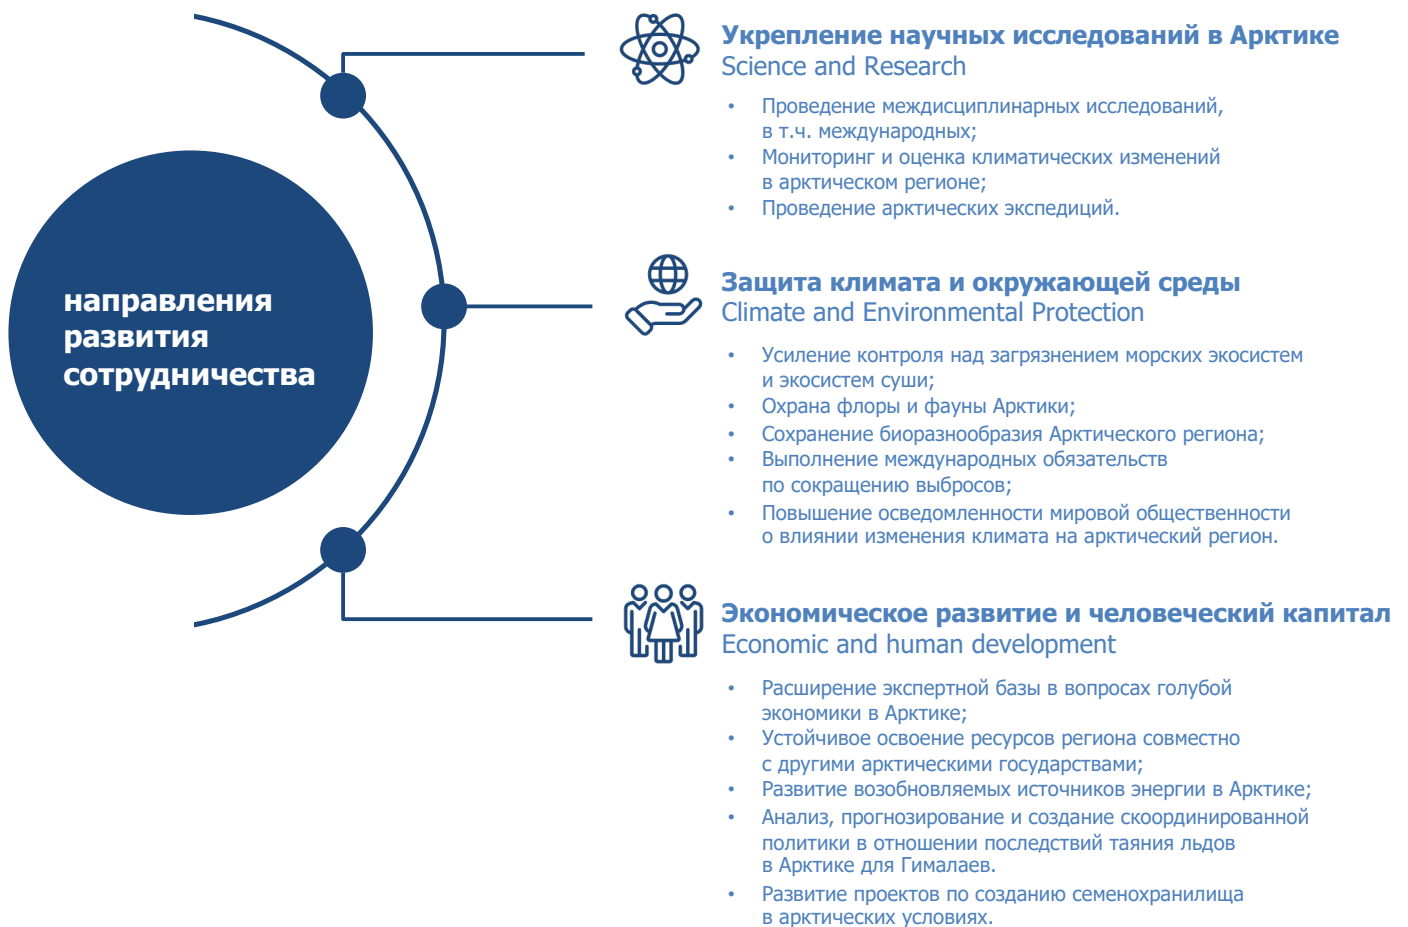 направления
развития
сотрудничества
Укрепление научных исследований в Арктике
Science and Research
• Проведение междисциплинарных исследований,
в т.ч. международных;
• Мониторинг и оценка климатических изменений
в арктическом регионе;
• Проведение арктических экспедиций.
Защита климата и окружающей среды
Climate and Environmental Protection
• Усиление контроля над загрязнением морских экосистем
и экосистем суши;
• Охрана флоры и фауны Арктики;
• Сохранение биоразнообразия Арктического региона;
• Выполнение международных обязательств
по сокращению выбросов;
• Повышение осведомленности мировой общественности
о влиянии изменения климата на арктический регион.
Экономическое развитие и человеческий капитал
Economic and human development
• Расширение экспертной базы в вопросах голубой
экономики в Арктике;
• Устойчивое освоение ресурсов региона совместно
с другими арктическими государствами;
• Развитие возобновляемых источников энергии в Арктике;
• Анализ, прогнозирование и создание скоординированной
политики в отношении последствий таяния льдов
в Арктике для Гималаев.
• Развитие проектов по созданию семенохранилища
в арктических условиях.